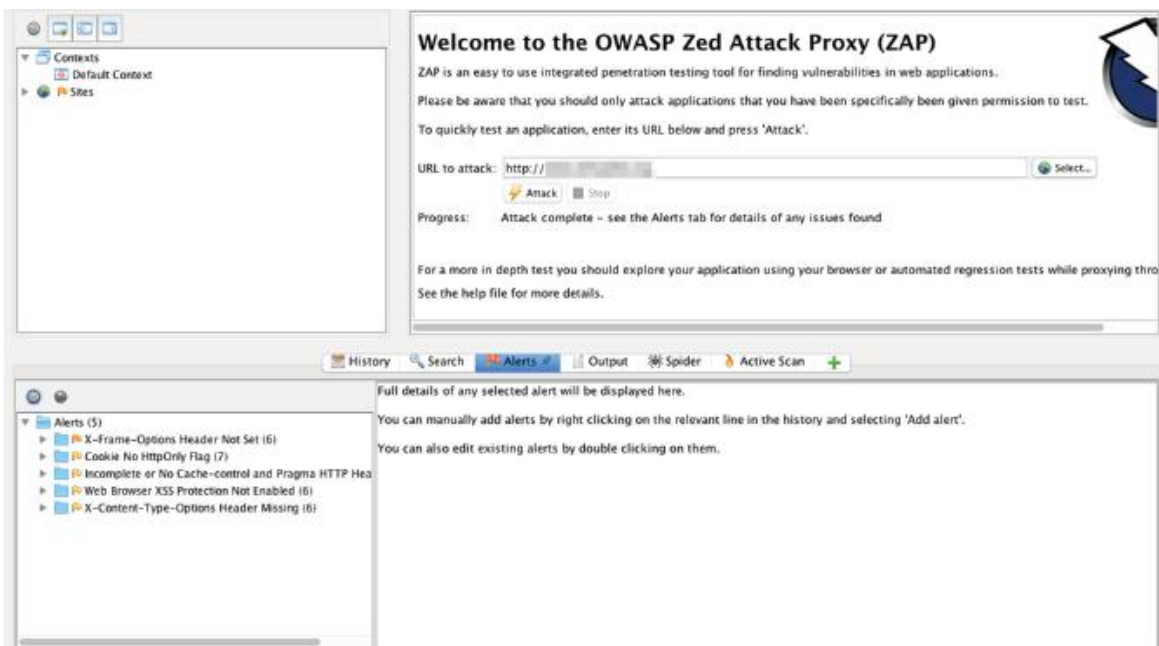 Contexts
Default Context
Sites
Welcome to the OWASP Zed Attack Proxy (ZAP)
ZAP is an easy to use integrated penetration testing tool for finding vulnerabilities in web applications.
Please be aware that you should only attack applications that you have been specifically been given permission to test.
To quickly test an application, enter its URL below and press 'Attack'.
URL to attack: http:// Select...
Attack Stop
Progress: Attack complete - see the Alerts tab for details of any issues found
For a more in depth test you should explore your application using your browser or automated regression tests while proxying thro
See the help file for more details.
History Search Alerts Output Spider Active Scan
Alerts (5)
X-Frame-Options Header Not Set (6)
Cookie No HttpOnly Flag (7)
Incomplete or No Cache-control and Pragma HTTP Hea
Web Browser XSS Protection Not Enabled (6)
X-Content-Type-Options Header Missing (6)
Full details of any selected alert will be displayed here.
You can manually add alerts by right clicking on the relevant line in the history and selecting 'Add alert'.
You can also edit existing alerts by double clicking on them.